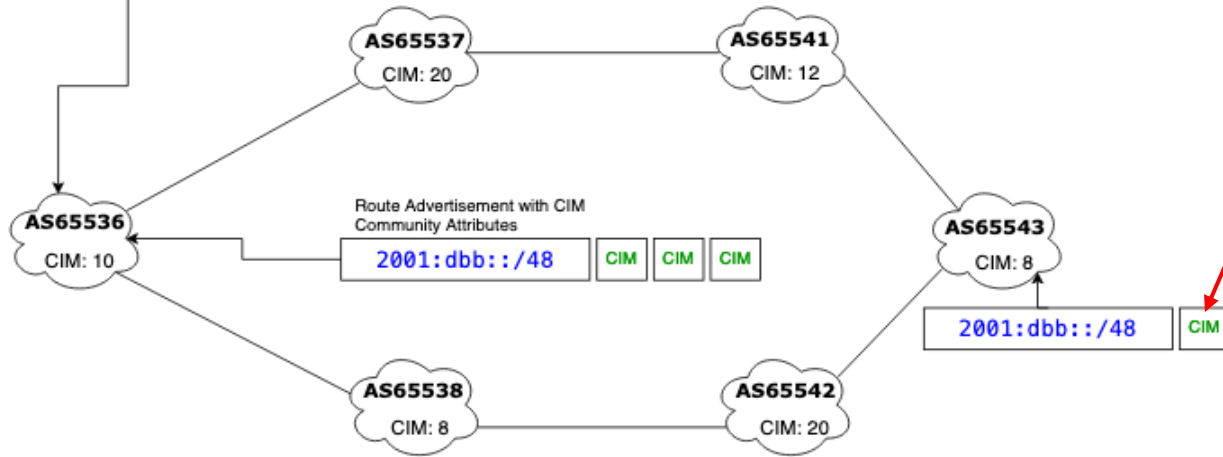 AS65537
CIM: 20
AS65541
CIM: 12
AS65536
CIM: 10
Route Advertisement with CIM
Community Attributes
2001:dbb::/48 CIM CIM CIM
AS65543
CIM: 8
2001:dbb::/48 CIM
AS65538
CIM: 8
AS65542
CIM: 20